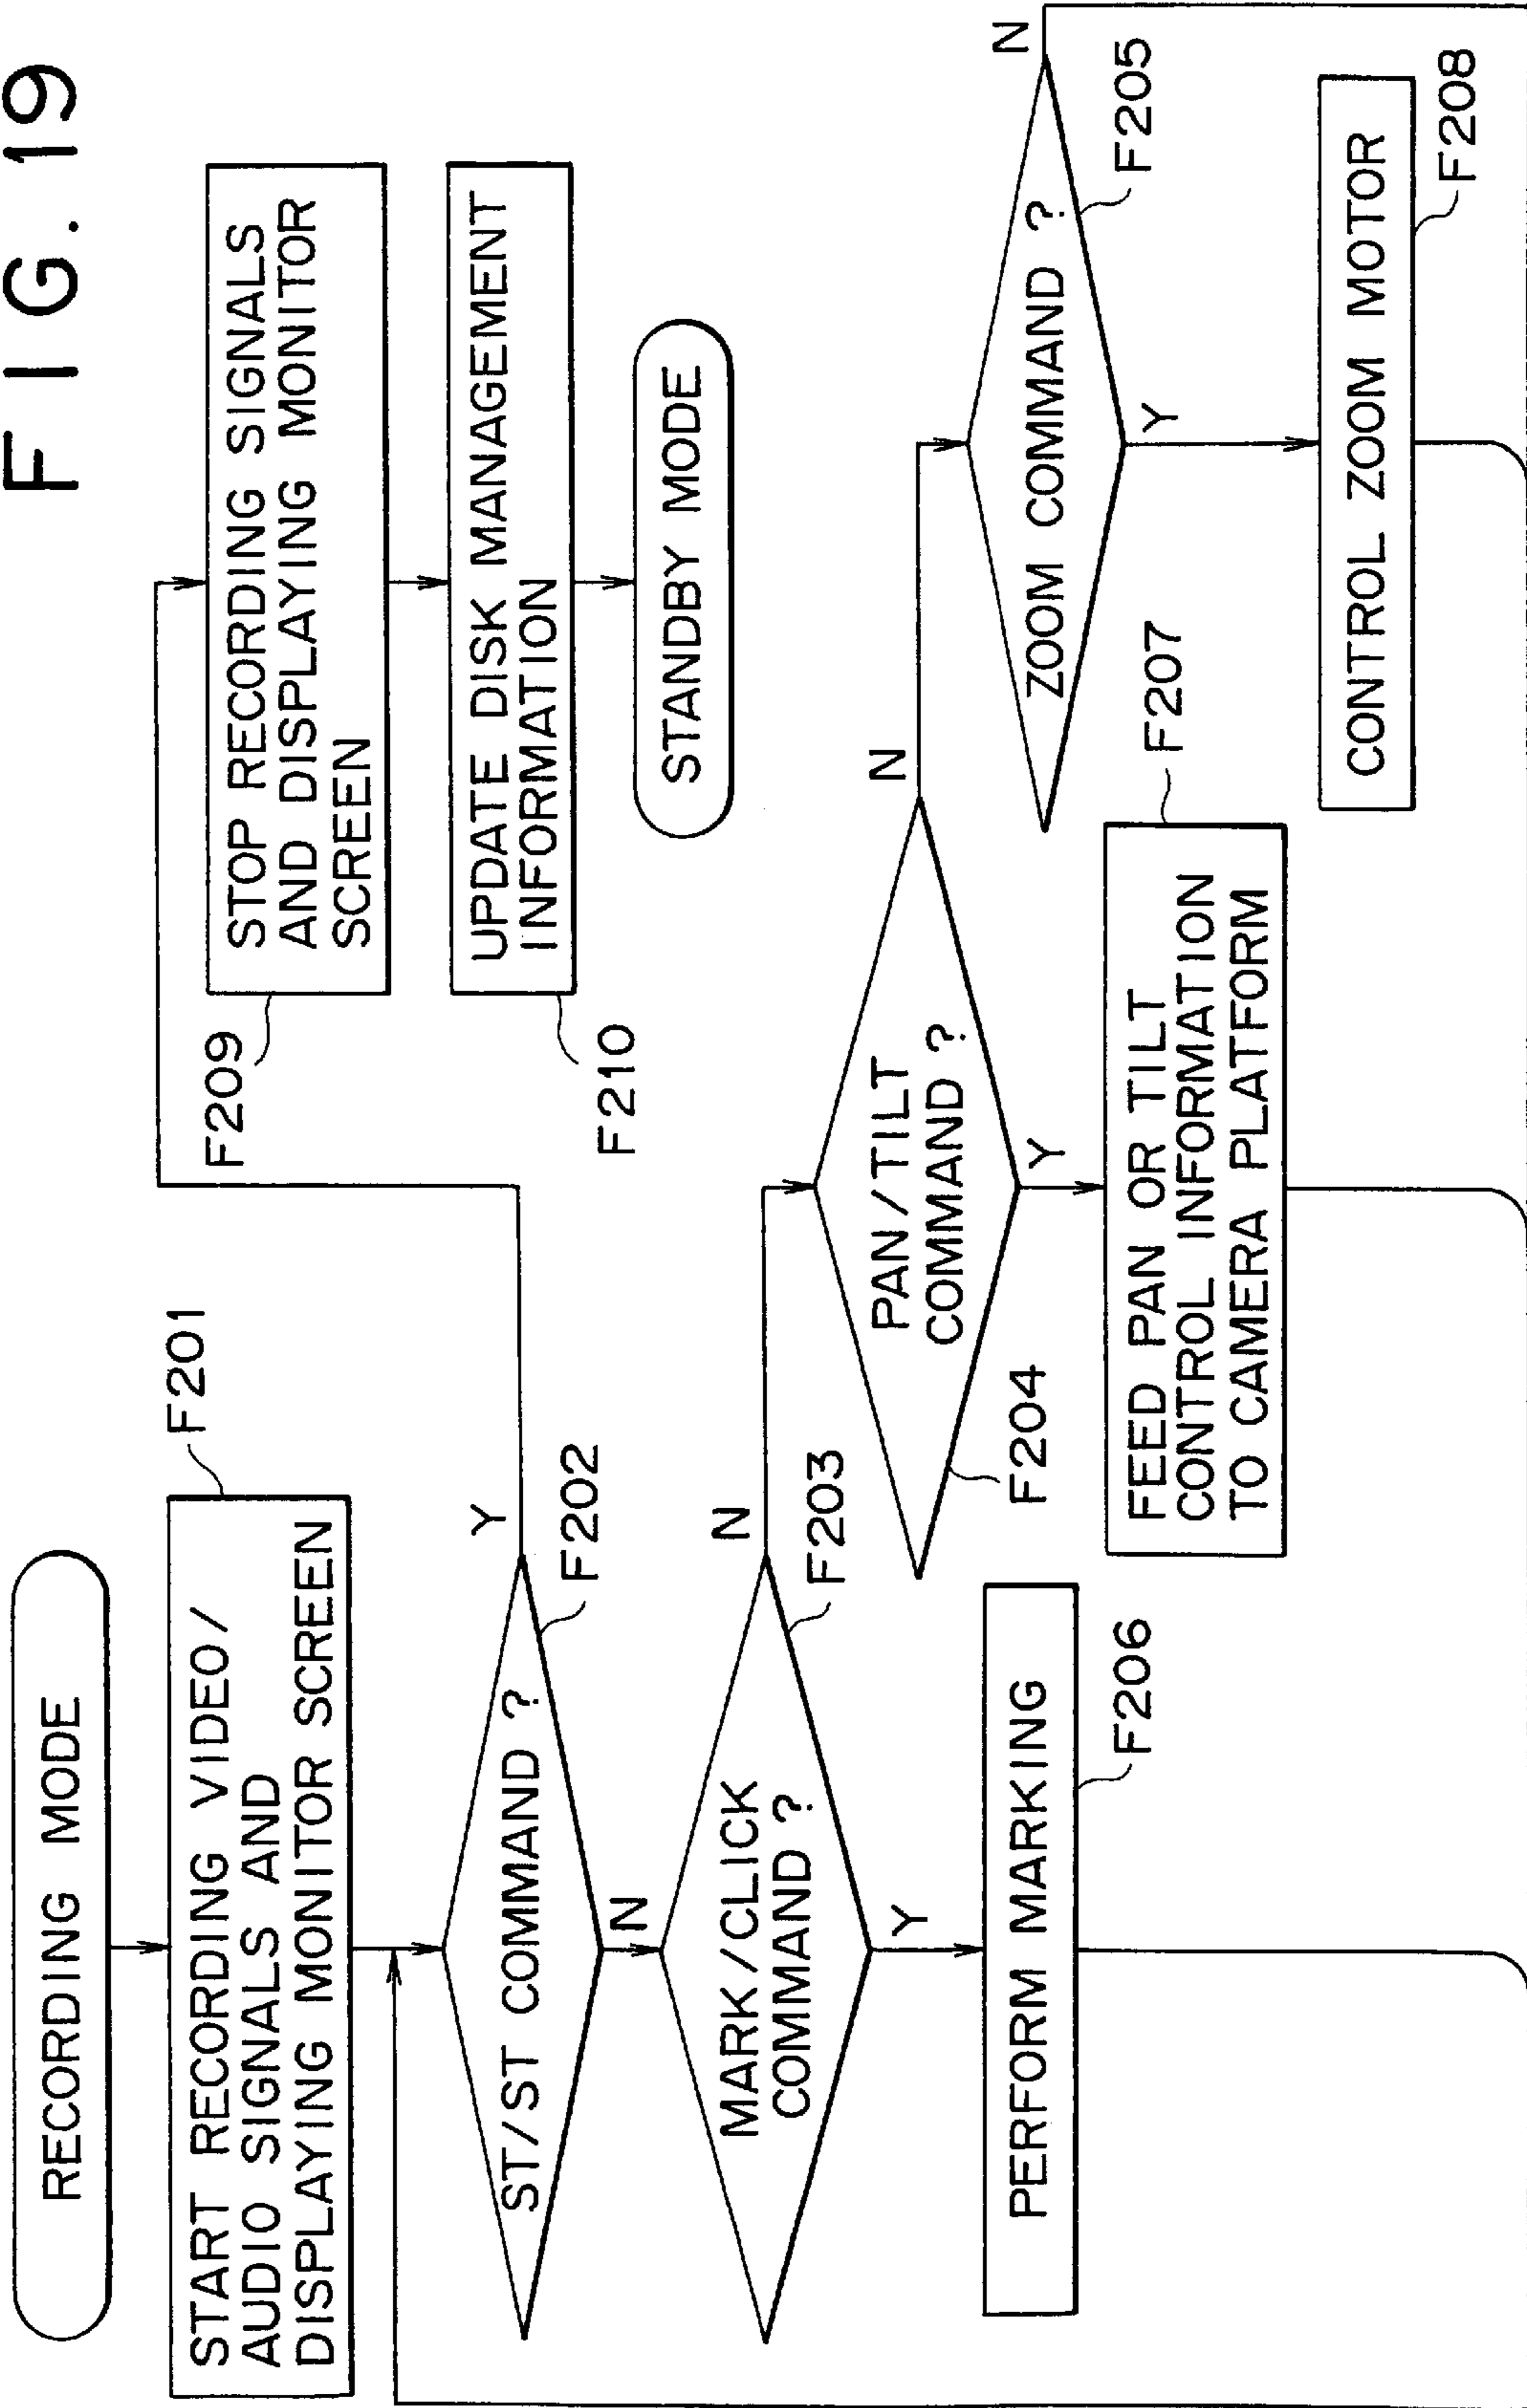 FIG. 19
RECORDING MODE
START RECORDING VIDEO/
AUDIO SIGNALS AND
DISPLAYING MONITOR SCREEN
F201
ST/ST COMMAND ?
Y
F202
N
MARK/CLICK
COMMAND ?
N
F203
Y
PERFORM MARKING
F206
F209
STOP RECORDING SIGNALS
AND DISPLAYING MONITOR
SCREEN
UPDATE DISK MANAGEMENT
INFORMATION
F210
STANDBY MODE
PAN/TILT
COMMAND ?
N
F204
Y
FEED PAN OR TILT
CONTROL INFORMATION
TO CAMERA PLATFORM
F207
ZOOM COMMAND ?
N
F205
Y
CONTROL ZOOM MOTOR
F208